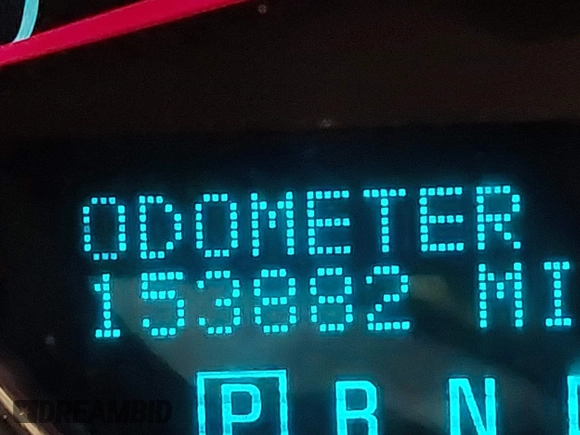 ODOMETER
153882 MI
P R N
DREAMBID